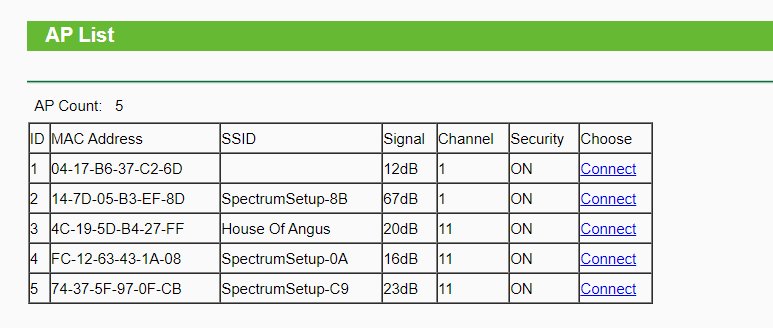 AP List
AP Count: 5
ID MAC Address SSID Signal Channel Security Choose
1 04-17-B6-37-C2-6D 12dB 1 ON Connect
2 14-7D-05-B3-EF-8D SpectrumSetup-8B 67dB 1 ON Connect
3 4C-19-5D-B4-27-FF House Of Angus 20dB 11 ON Connect
4 FC-12-63-43-1A-08 SpectrumSetup-0A 16dB 11 ON Connect
5 74-37-5F-97-0F-CB SpectrumSetup-C9 23dB 11 ON Connect